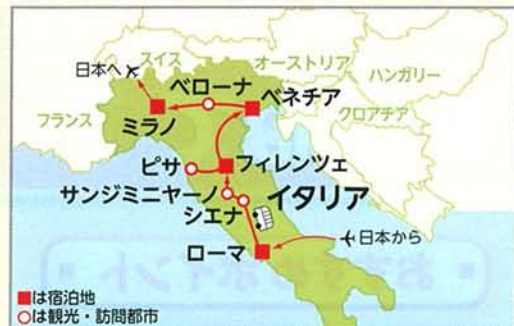 スイス
オーストリア
ハンガリー
日本へ
ベローナ
ベネチア
クロアチア
フランス
ミラノ
ピサ
フィレンツェ
サンジミニャーノ
イタリア
シエナ
日本から
ローマ
■は宿泊地
○は観光・訪問都市